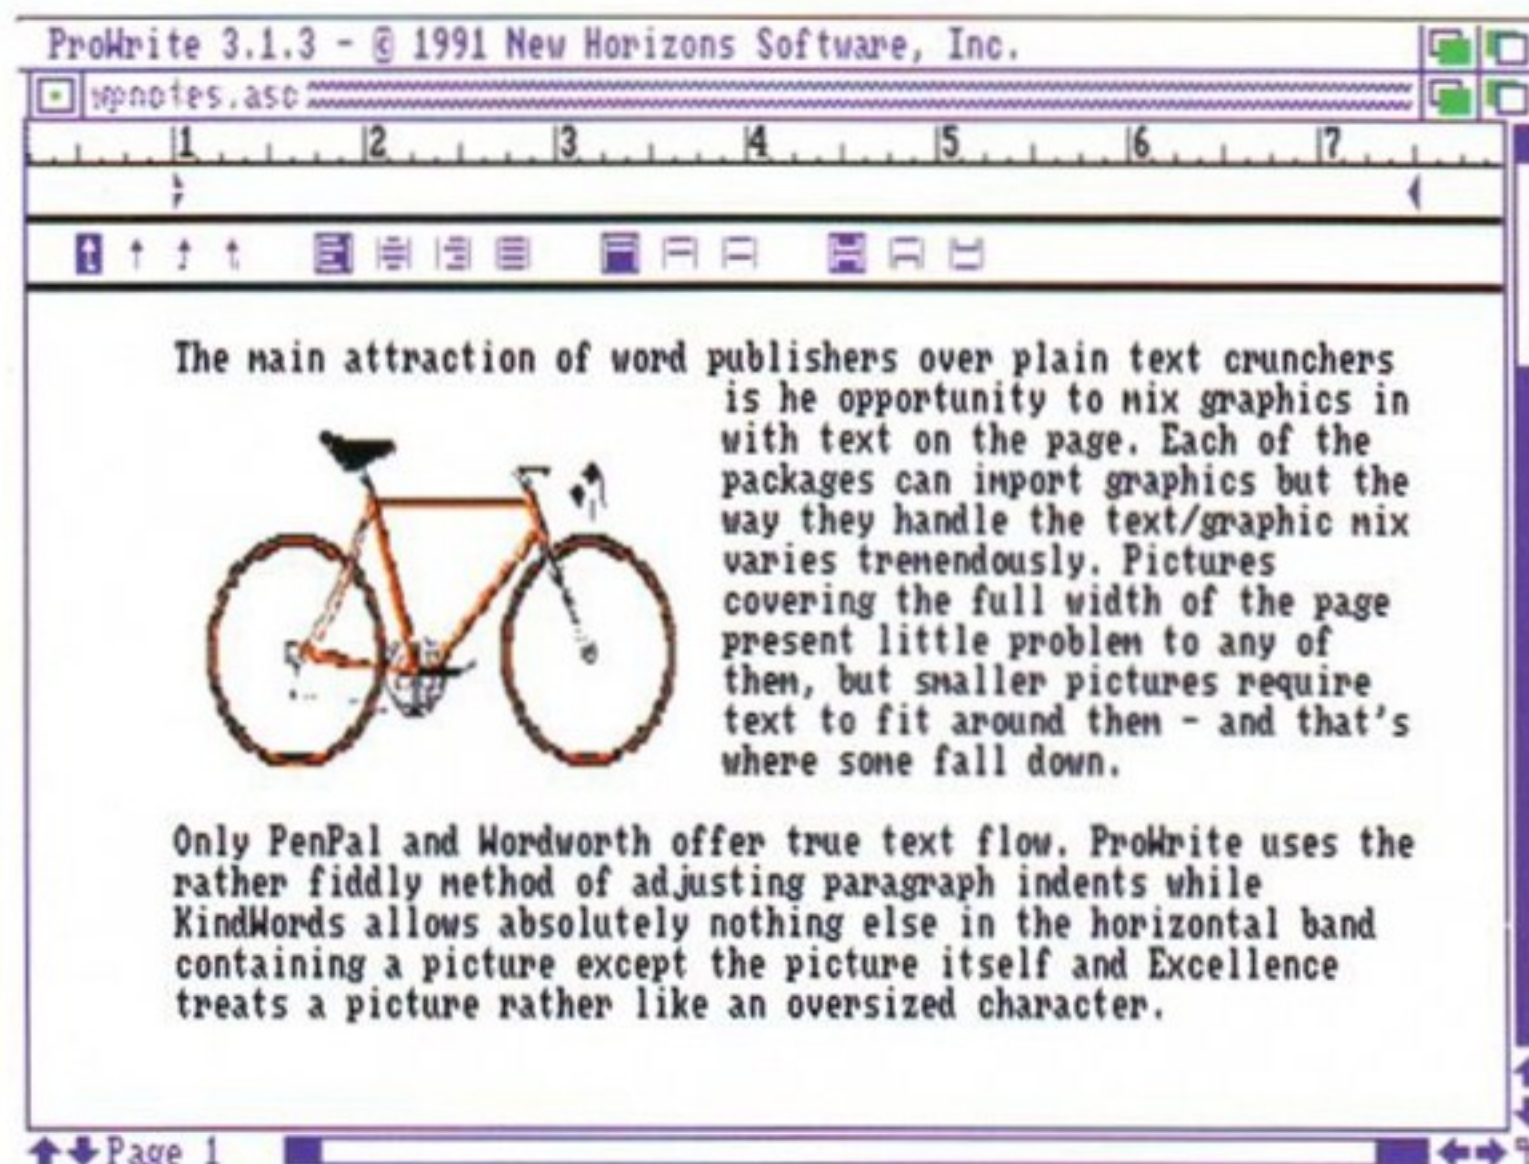 ProWrite 3.1.3 - © 1991 New Horizons Software, Inc.
wpnotes.asc
1 2 3 4 5 6 7
The main attraction of word publishers over plain text crunchers
is he opportunity to mix graphics in
with text on the page. Each of the
packages can import graphics but the
way they handle the text/graphic mix
varies tremendously. Pictures
covering the full width of the page
present little problem to any of
them, but smaller pictures require
text to fit around them - and that's
where some fall down.
Only PenPal and Wordworth offer true text flow. ProWrite uses the
rather fiddly method of adjusting paragraph indents while
KindWords allows absolutely nothing else in the horizontal band
containing a picture except the picture itself and Excellence
treats a picture rather like an oversized character.
Page 1